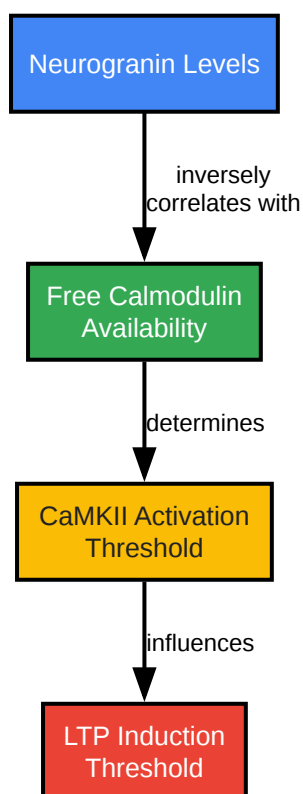 Neurogranin Levels
inversely
correlates with
Free Calmodulin
Availability
determines
CaMKII Activation
Threshold
influences
LTP Induction
Threshold